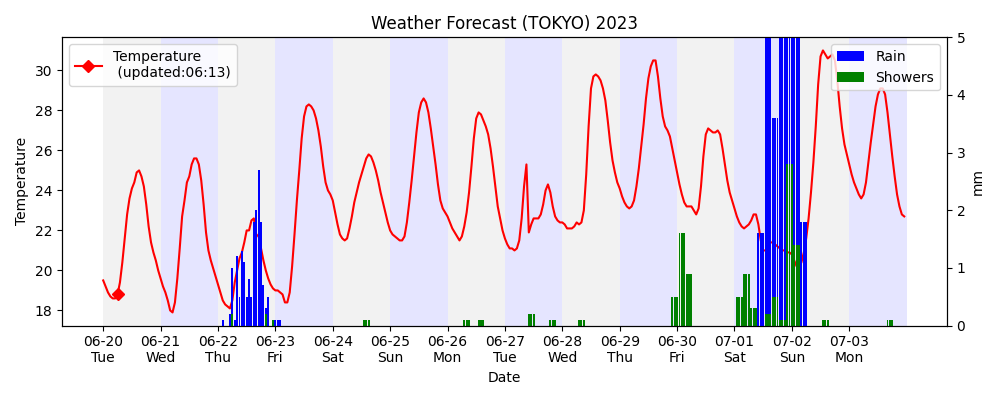 Weather Forecast (TOKYO) 2023
Temperature
(updated:06:13)
Rain
Showers
Temperature
30
28
26
24
22
20
18
5
4
3
2
1
0
mm
06-20 06-21 06-22 06-23 06-24 06-25 06-26 06-27 06-28 06-29 06-30 07-01 07-02 07-03
Tue Wed Thu Fri Sat Sun Mon Tue Wed Thu Fri Sat Sun Mon
Date